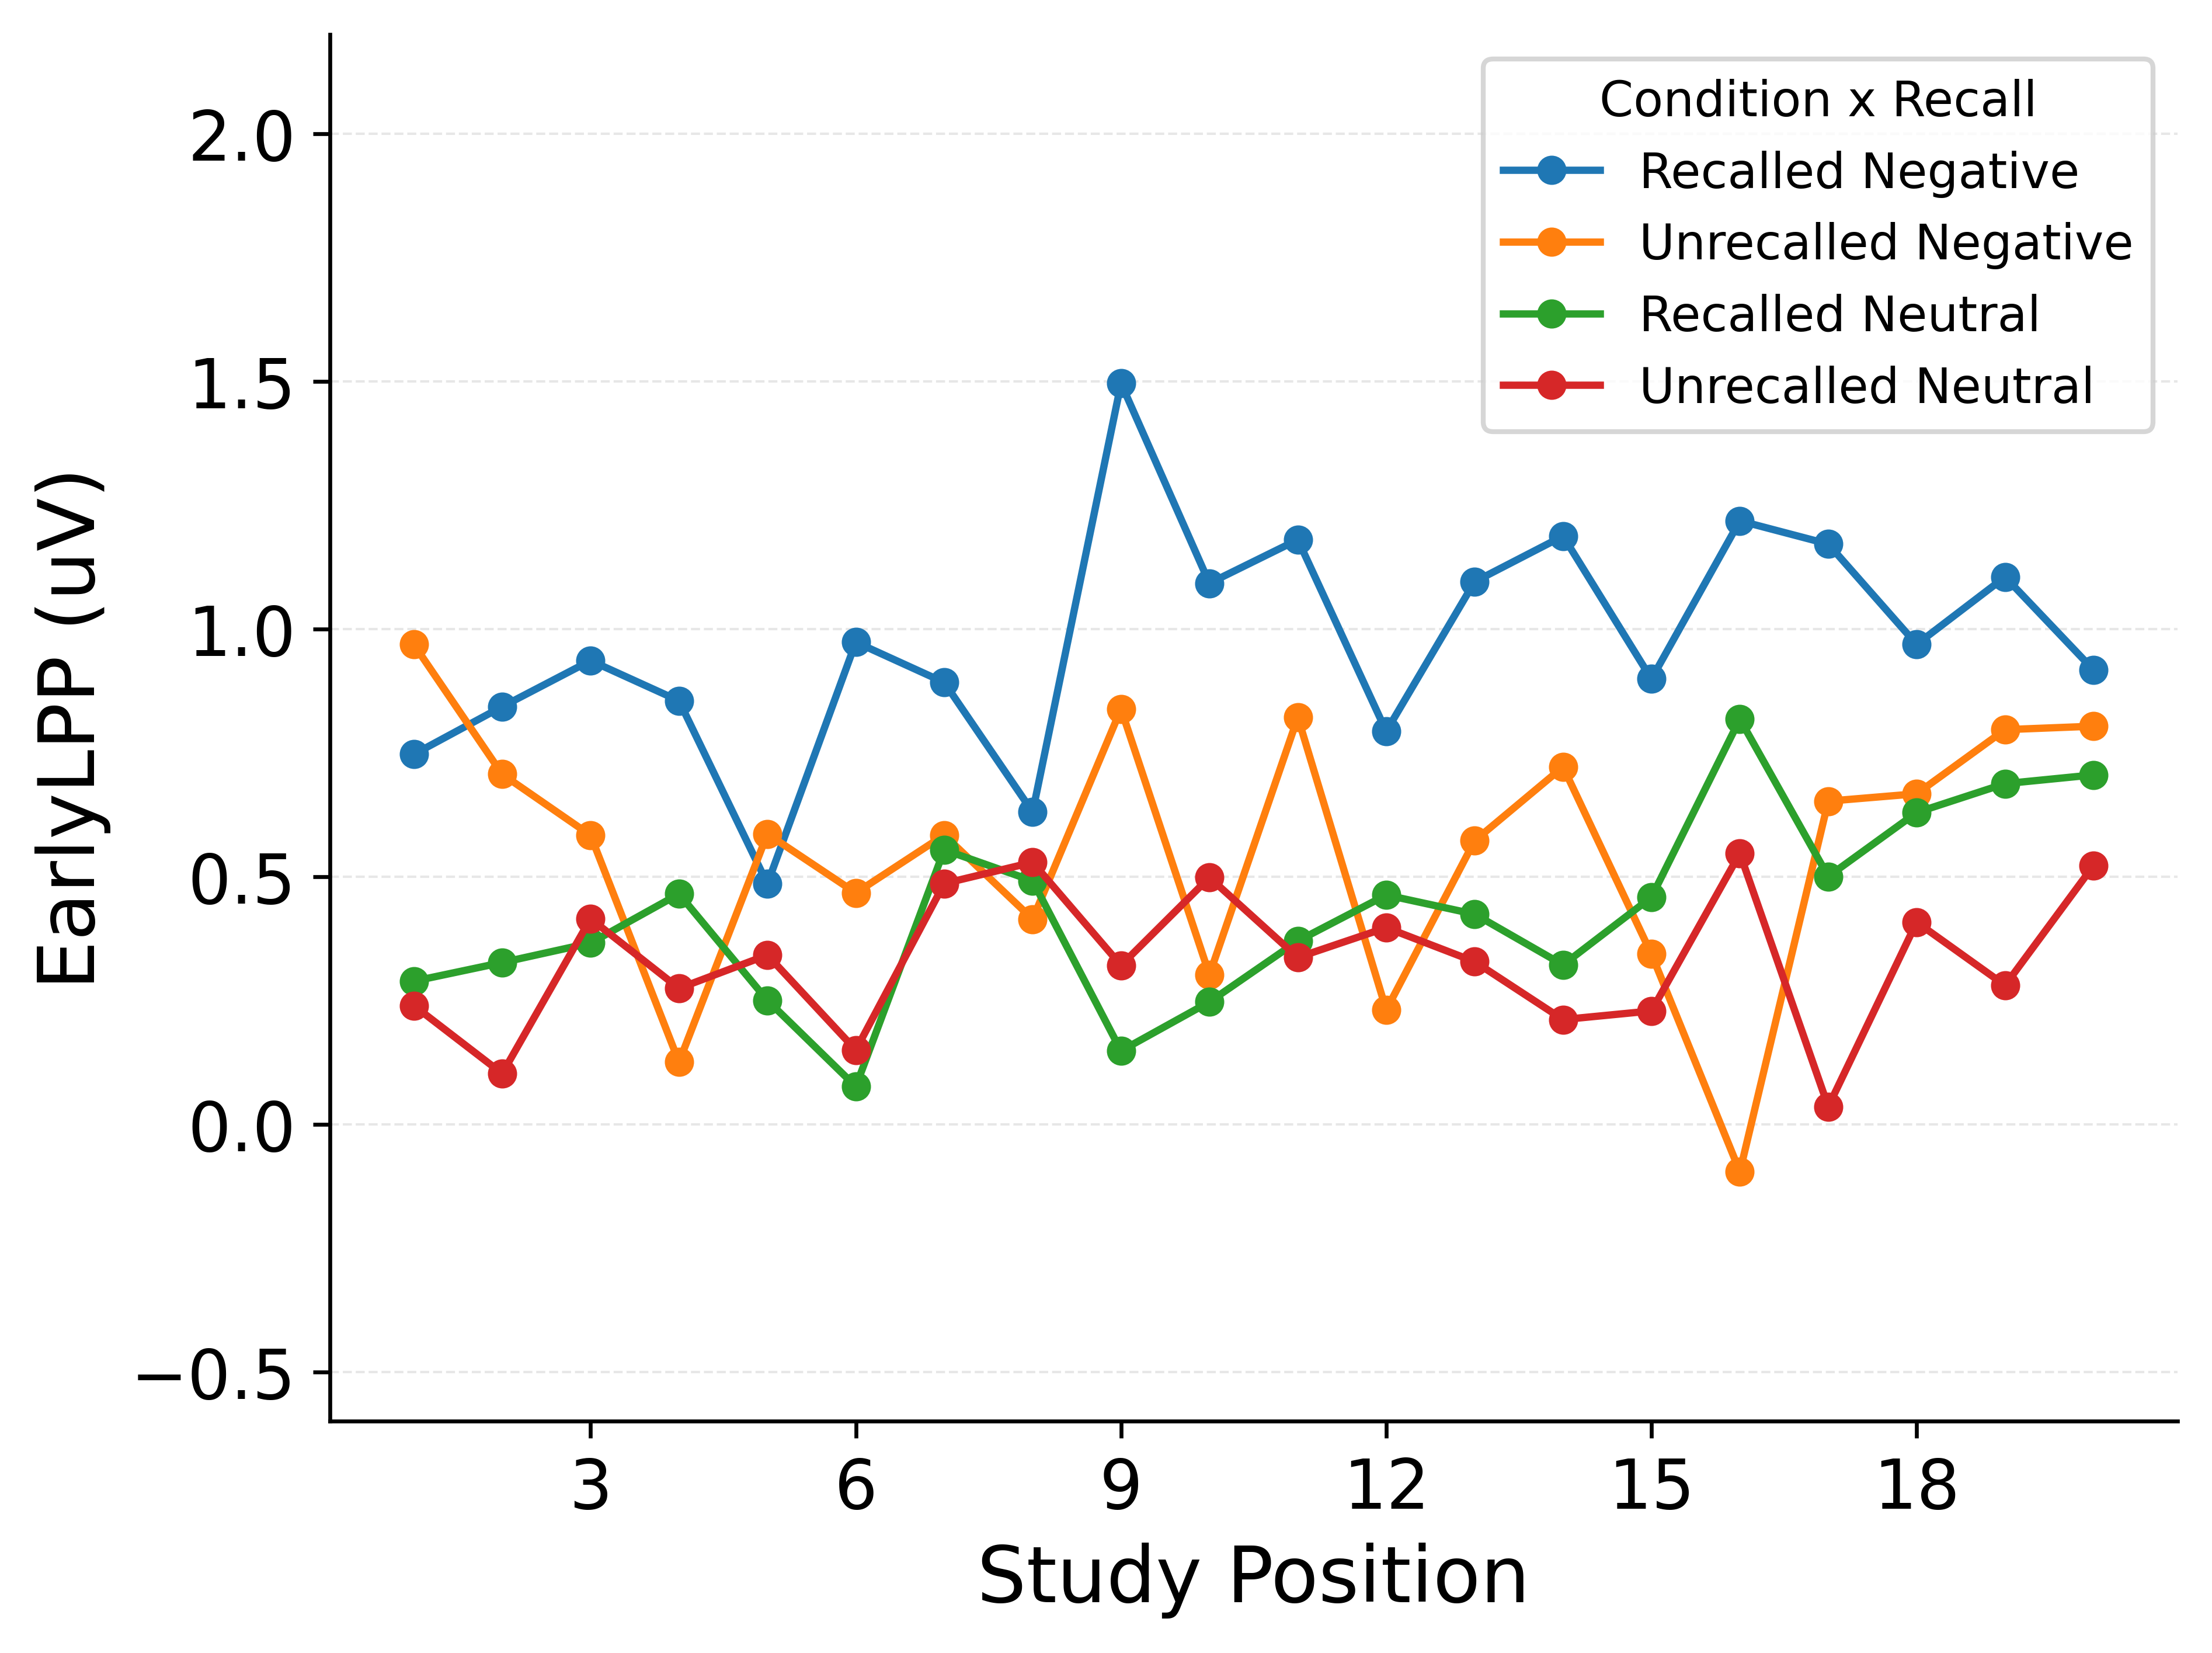 Condition x Recall
Recalled Negative
Unrecalled Negative
Recalled Neutral
Unrecalled Neutral
EarlyLPP (uV)
2.0
1.5
1.0
0.5
0.0
−0.5
3 6 9 12 15 18
Study Position